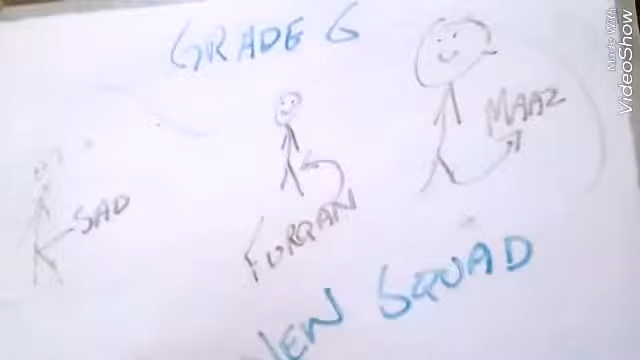 GRADE 6
MAAZ
SAD
FURQAN
NEW SQUAD
Made With
VideoShow